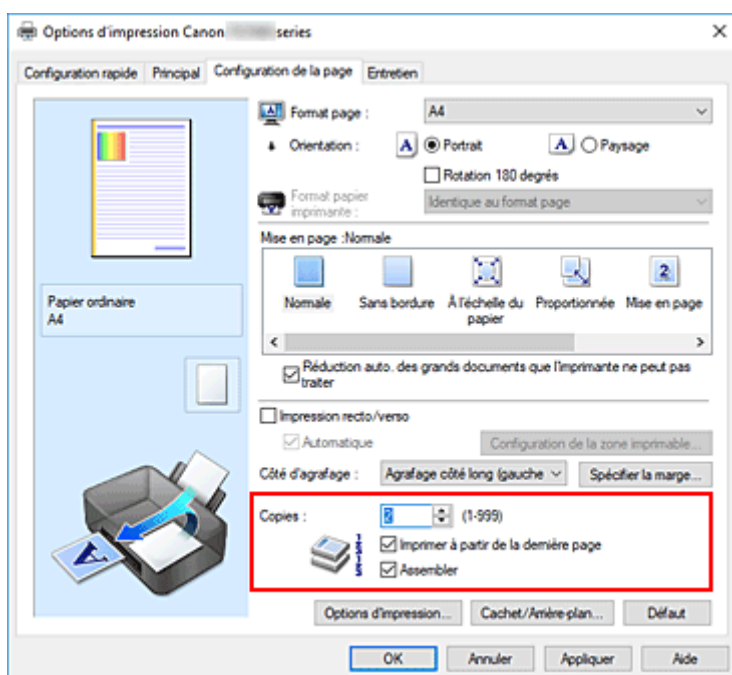 Options d'impression Canon series
Configuration rapide Principal Configuration de la page Entretien
Format page : A4
Orientation : A Portrait A Paysage
Rotation 180 degrés
Format papier imprimante : Identique au format page
Mise en page :Normale
Normale Sans bordure À l'échelle du papier Proportionnée Mise en page
2
Papier ordinaire
A4
Réduction auto. des grands documents que l'imprimante ne peut pas
traiter
Impression recto/verso
Automatique Configuration de la zone imprimable...
Côté d'agrafage : Agrafage côté long (gauche Spécifier la marge...
Copies : 2 (1-999)
Imprimer à partir de la dernière page
Assembler
A
Options d'impression... Cachet/Arrière-plan... Défaut
OK Annuler Appliquer Aide